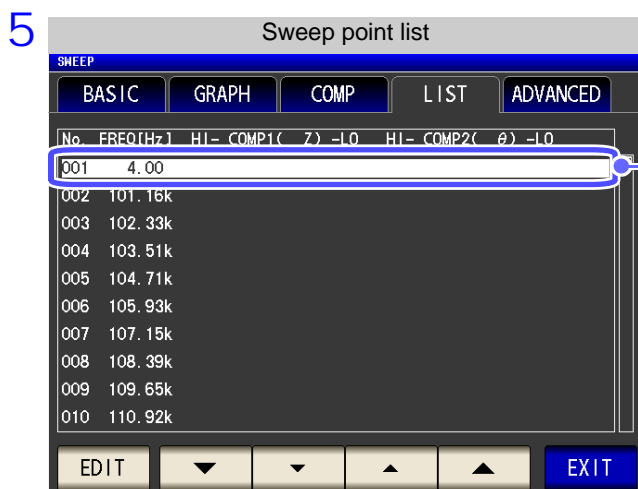 5
Sweep point list
SWEEP
BASIC GRAPH COMP LIST ADVANCED
No. FREQ[Hz] HI- COMP1( Z) -LO HI- COMP2( θ) -LO
001 4.00
002 101.16k
003 102.33k
004 103.51k
005 104.71k
006 105.93k
007 107.15k
008 108.39k
009 109.65k
010 110.92k
EDIT EXIT